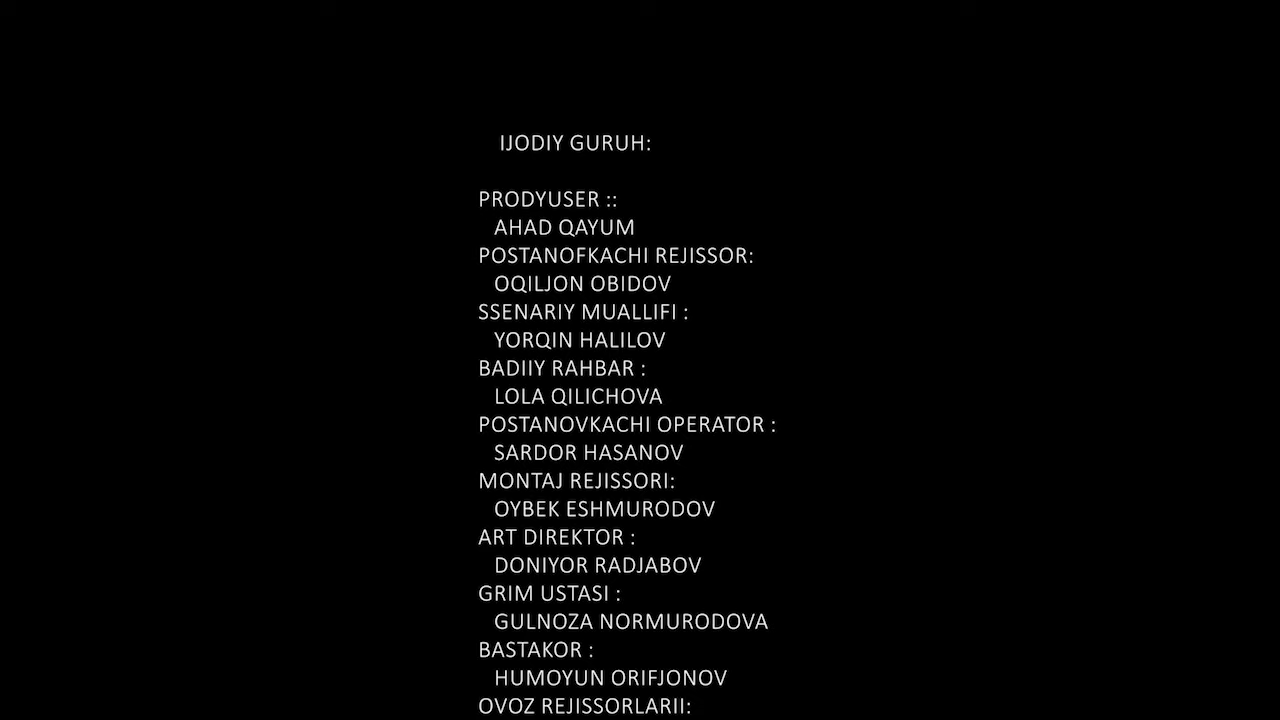 IJODIY GURUH:
PRODYUSER ::
AHAD QAYUM
POSTANOFKACHI REJISSOR:
OQILJON OBIDOV
SSENARIY MUALLIFI :
YORQIN HALILOV
BADIIY RAHBAR :
LOLA QILICHOVA
POSTANOVKACHI OPERATOR :
SARDOR HASANOV
MONTAJ REJISSORI:
OYBEK ESHMURODOV
ART DIREKTOR :
DONIYOR RADJABOV
GRIM USTASI :
GULNOZA NORMURODOVA
BASTAKOR :
HUMOYUN ORIFJONOV
OVOZ REJISSORLARII: